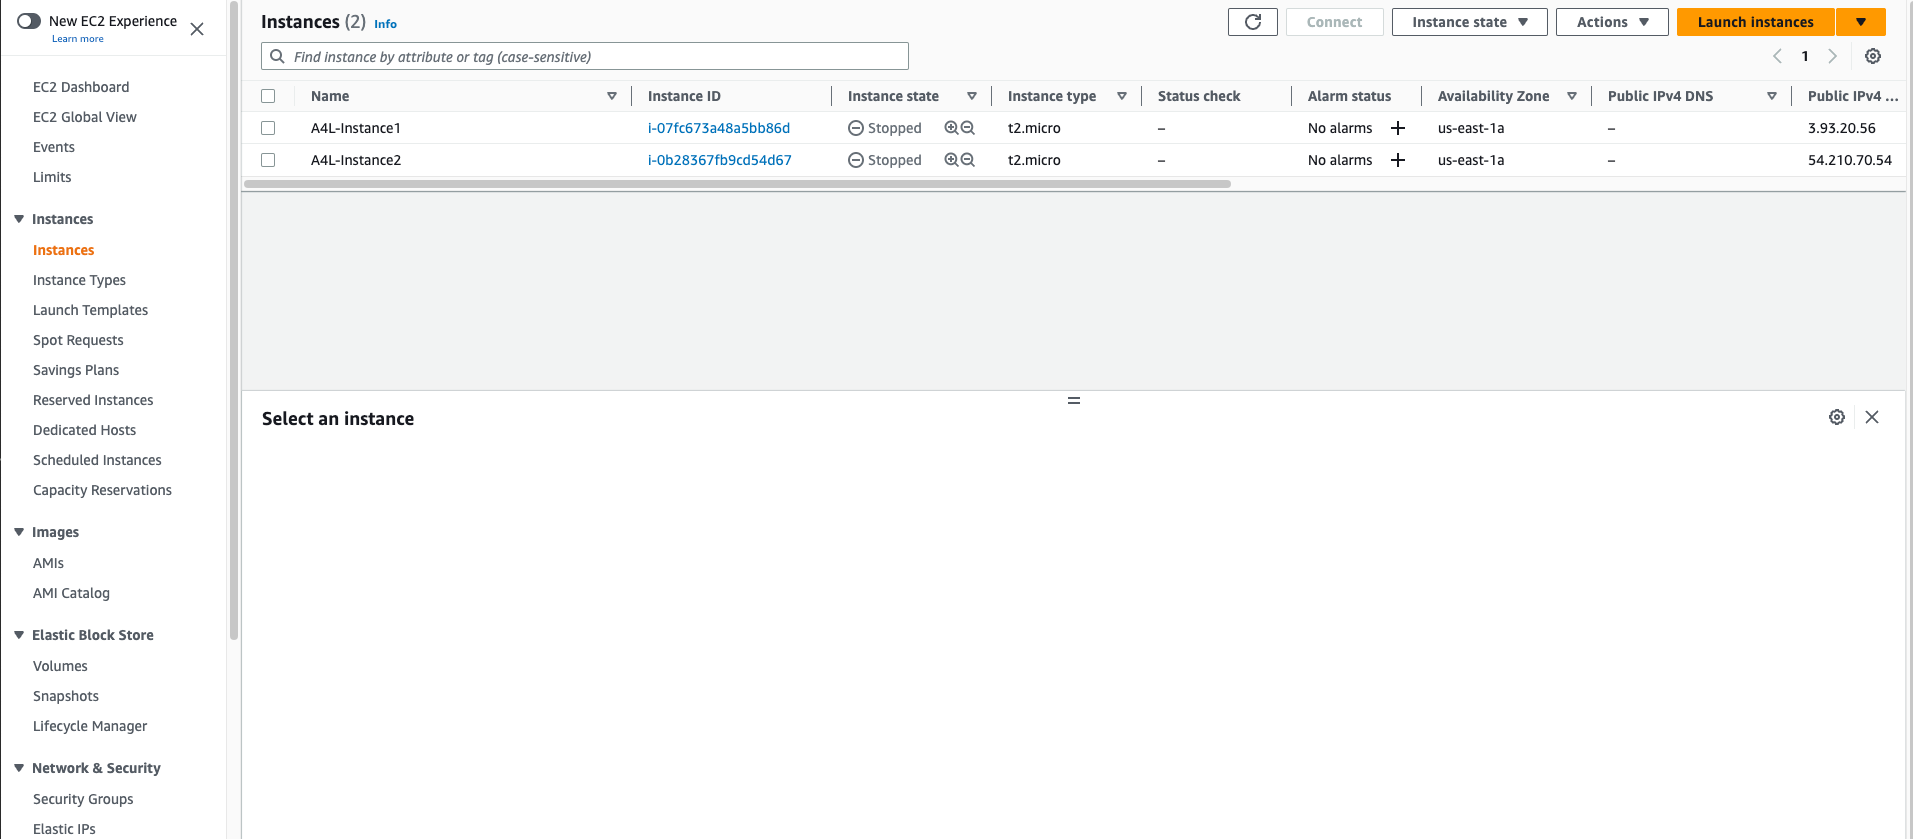 New EC2 Experience
Learn more
EC2 Dashboard
EC2 Global View
Events
Limits
Instances
Instances
Instance Types
Launch Templates
Spot Requests
Savings Plans
Reserved Instances
Dedicated Hosts
Scheduled Instances
Capacity Reservations
Images
AMIs
AMI Catalog
Elastic Block Store
Volumes
Snapshots
Lifecycle Manager
Network & Security
Security Groups
Elastic IPs
Instances (2) Info
Connect Instance state Actions Launch instances
Find instance by attribute or tag (case-sensitive)
1
Name Instance ID Instance state Instance type Status check Alarm status Availability Zone Public IPv4 DNS Public IPv4 ...
A4L-Instance1 i-07fc673a48a5bb86d Stopped t2.micro – No alarms + us-east-1a – 3.93.20.56
A4L-Instance2 i-0b28367fb9cd54d67 Stopped t2.micro – No alarms + us-east-1a – 54.210.70.54
Select an instance